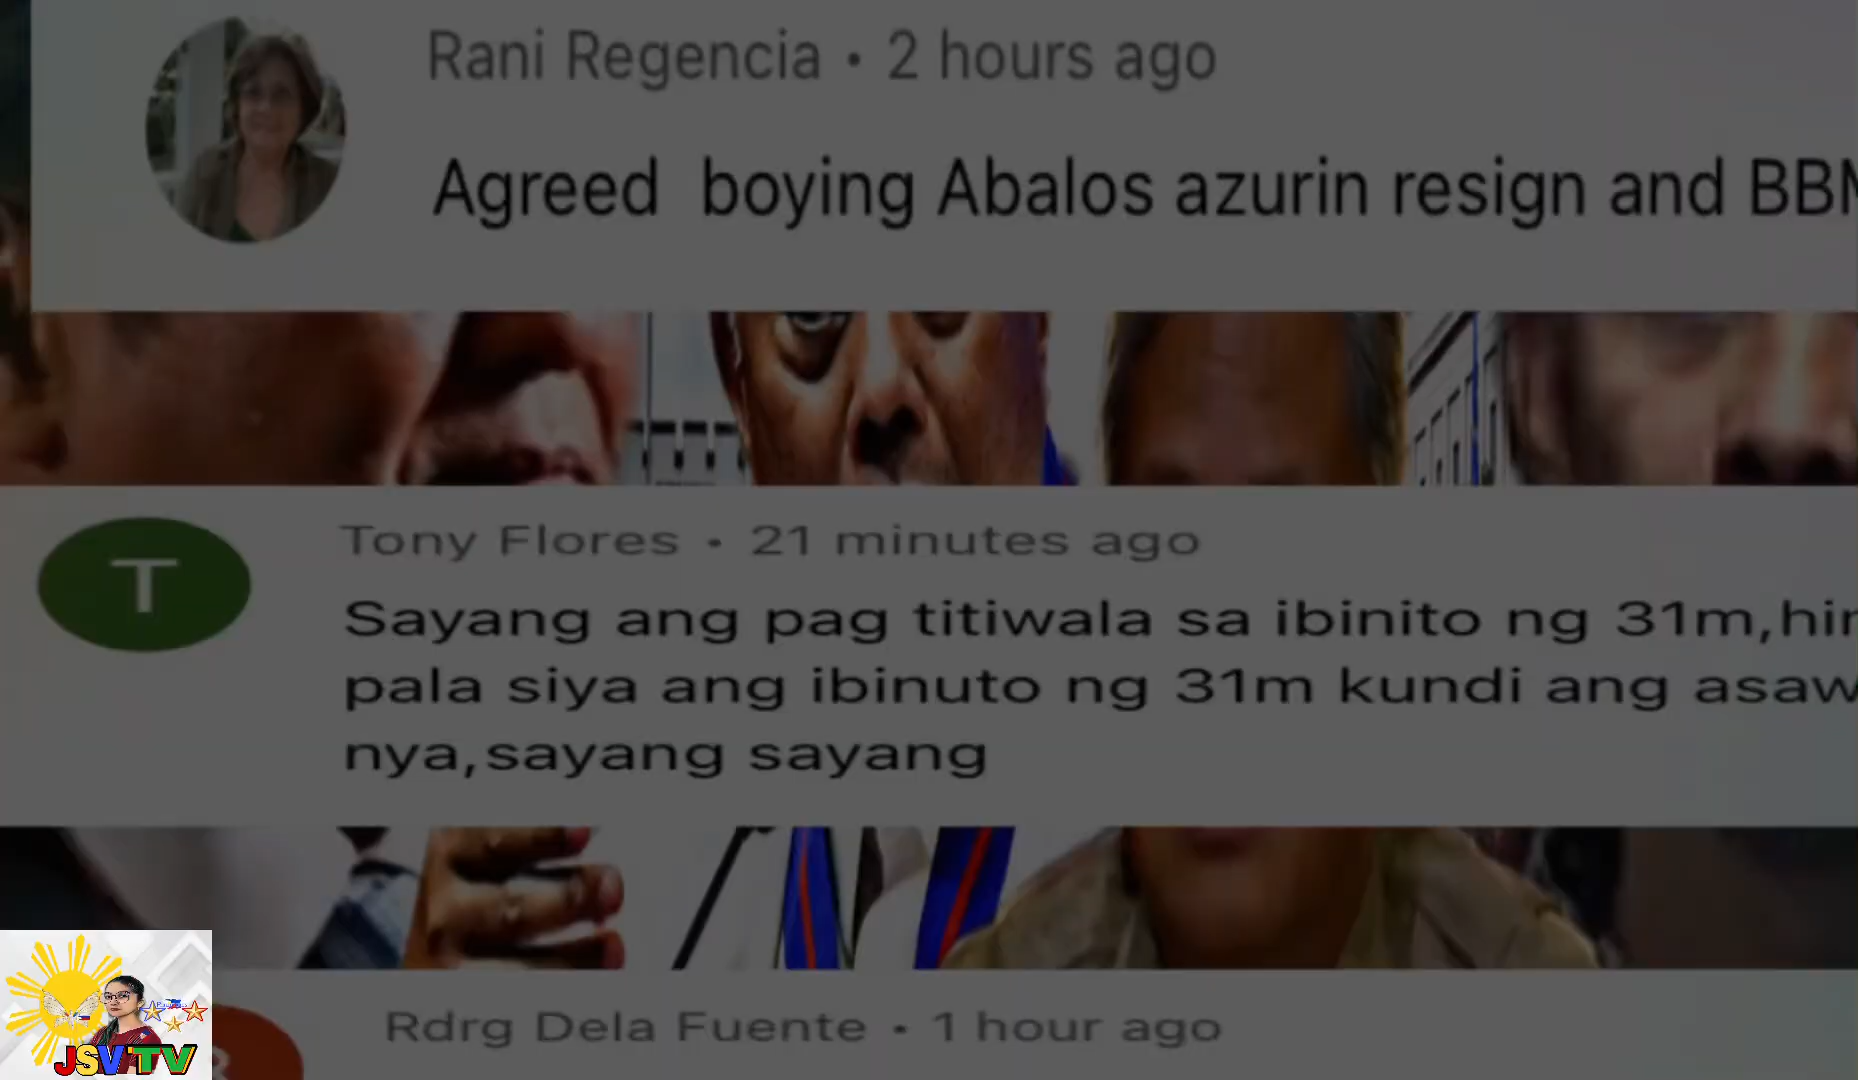 Rani Regencia • 2 hours ago
Agreed boying Abalos azurin resign and
T
Tony Flores • 21 minutes ago
Sayang ang pag titiwala sa ibinito ng 31m,
pala siya ang ibinuto ng 31m kundi ang
nya,sayang sayang
Rdrg Dela Fuente • 1 hour ago
JSV TV